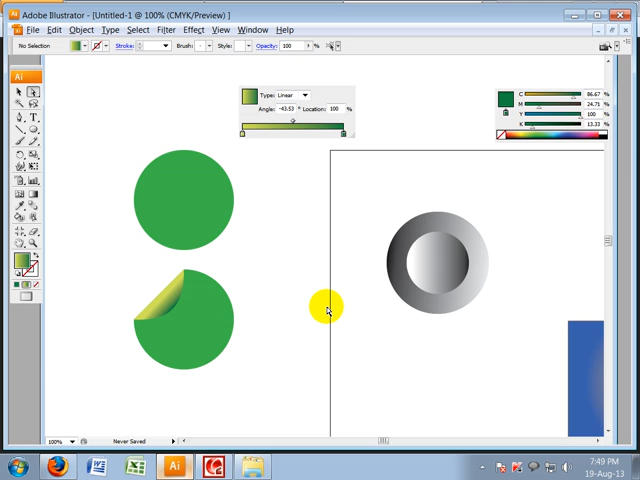 Adobe Illustrator - [Untitled-1 @ 100% (CMYK/Preview) ]
File Edit Object Type Select Filter Effect View Window Help
No Selection Stroke: Brush: Style: Opacity: 100 %
Ai
Type: Linear
Angle: -43.53 ° Location: 100 %
C 86.67 %
M 24.71 %
Y 100 %
K 13.33 %
100% Never Saved
W Ai
7:49 PM
19-Aug-13